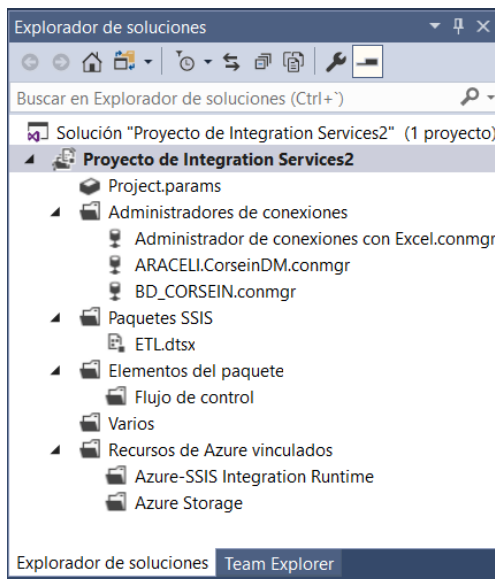 Explorador de soluciones
Buscar en Explorador de soluciones (Ctrl+`)
Solución "Proyecto de Integration Services2" (1 proyecto)
Proyecto de Integration Services2
Project.params
Administradores de conexiones
Administrador de conexiones con Excel.conmgr
ARACELI.CorseinDM.conmgr
BD_CORSEIN.conmgr
Paquetes SSIS
ETL.dtsx
Elementos del paquete
Flujo de control
Varios
Recursos de Azure vinculados
Azure-SSIS Integration Runtime
Azure Storage
Explorador de soluciones Team Explorer